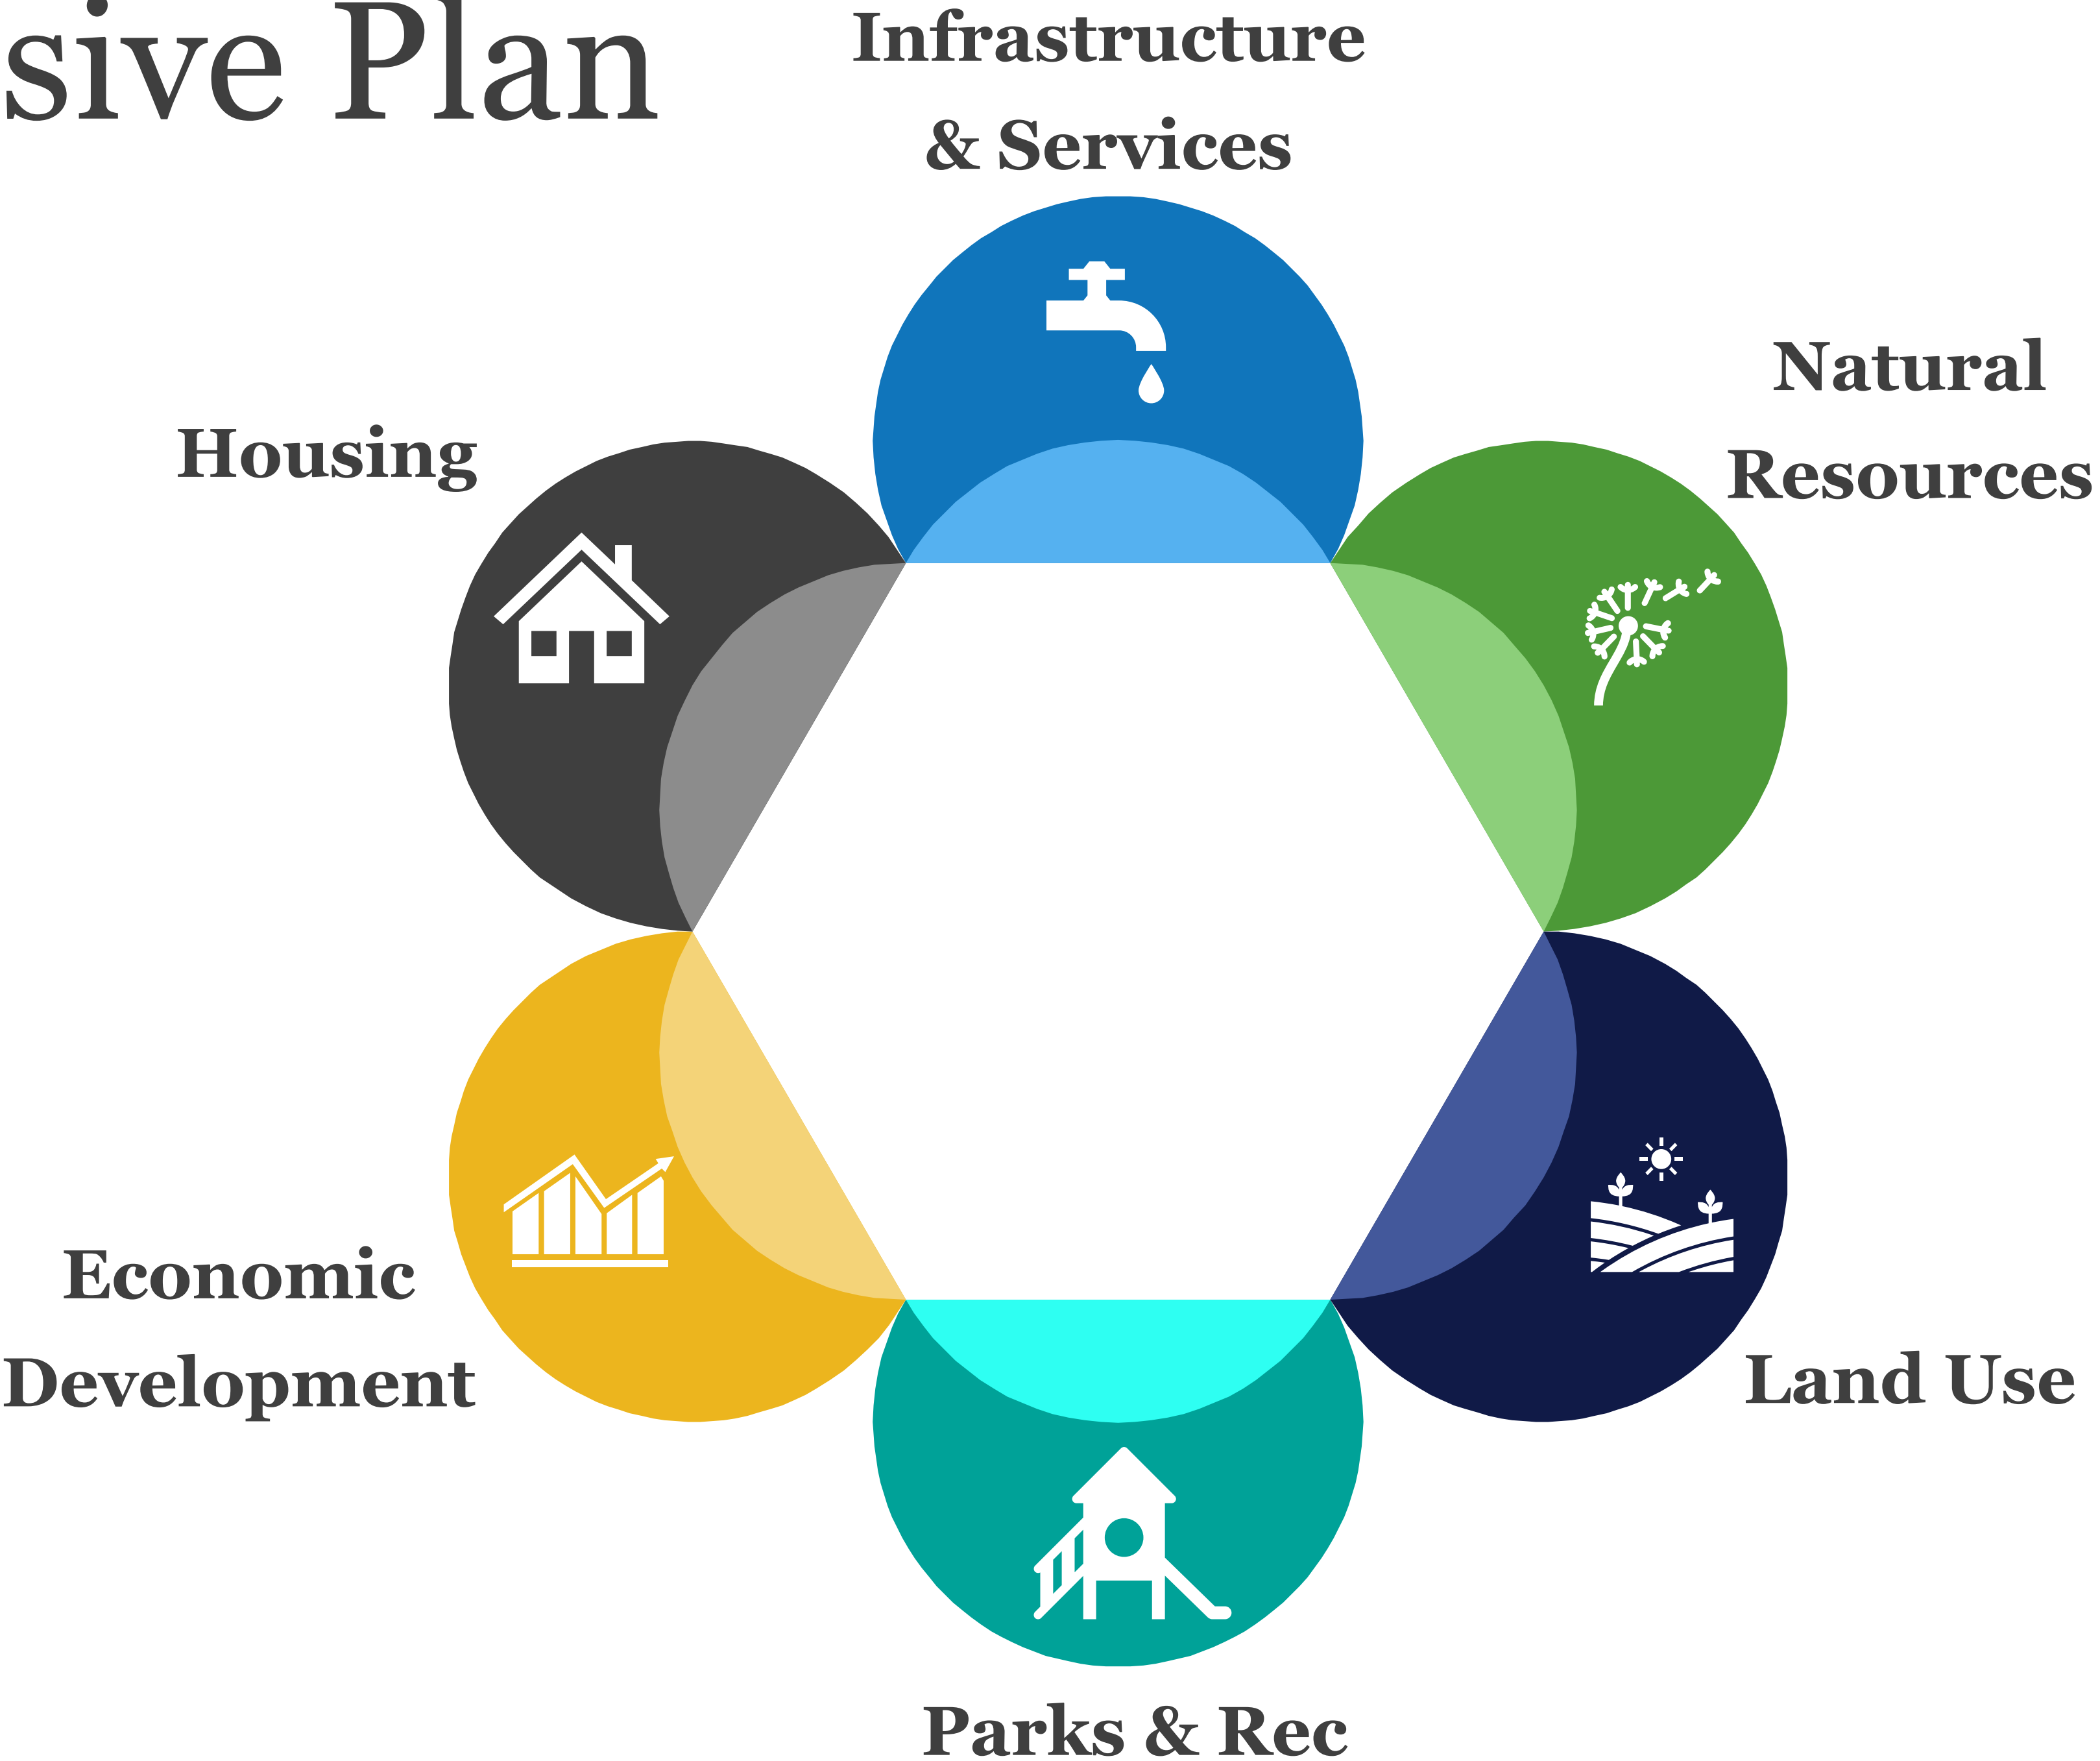 sive Plan
Infrastructure
& Services
Natural
Resources
Housing
Economic
Development
Land Use
Parks & Rec